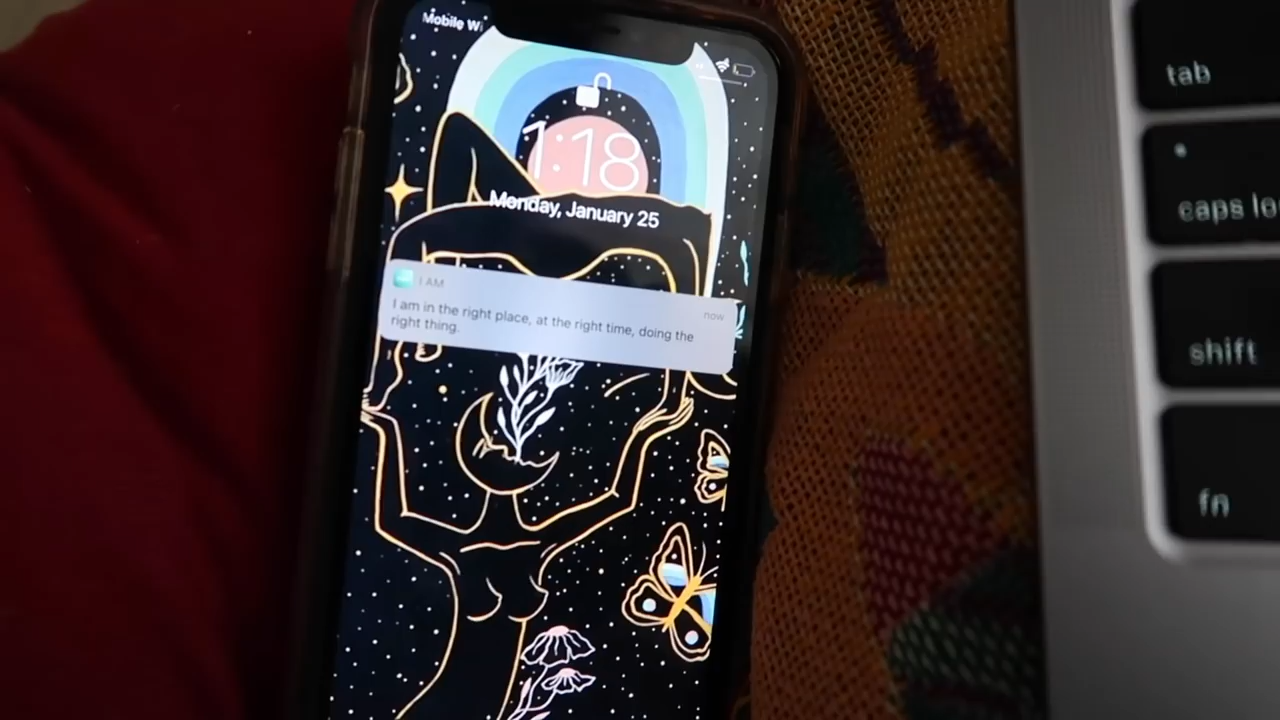 Mobile Wi
1:18
Monday, January 25
I AM
now
I am in the right place, at the right time, doing the
right thing.
tab
caps lo
shift
fn